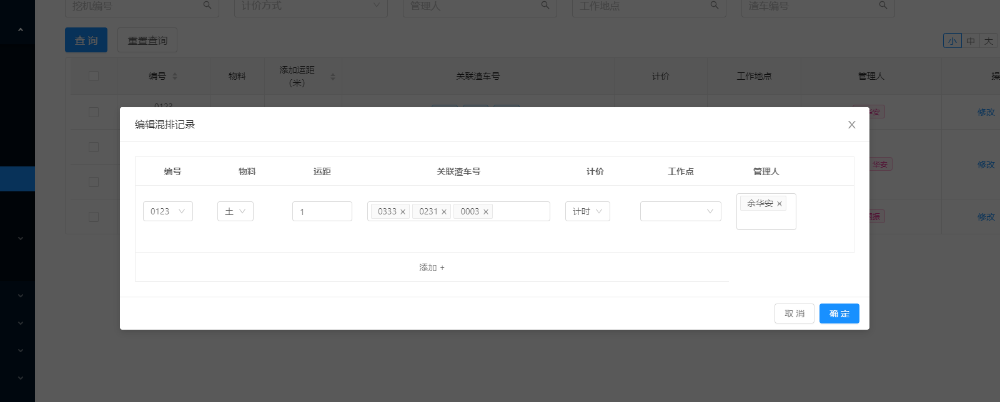 挖机编号 计价方式 管理人 工作地点 渣车编号
查 询 重置查询 小 中 大
编号 物料 添加运距（米） 关联渣车号 计价 工作地点 管理人
0123
华安 修改
华安 修改
振 修改
编辑混排记录 X
编号 物料 运距 关联渣车号 计价 工作点 管理人
0123 土 1 0333 × 0231 × 0003 × 计时 余华安 ×
添加 +
取 消 确 定